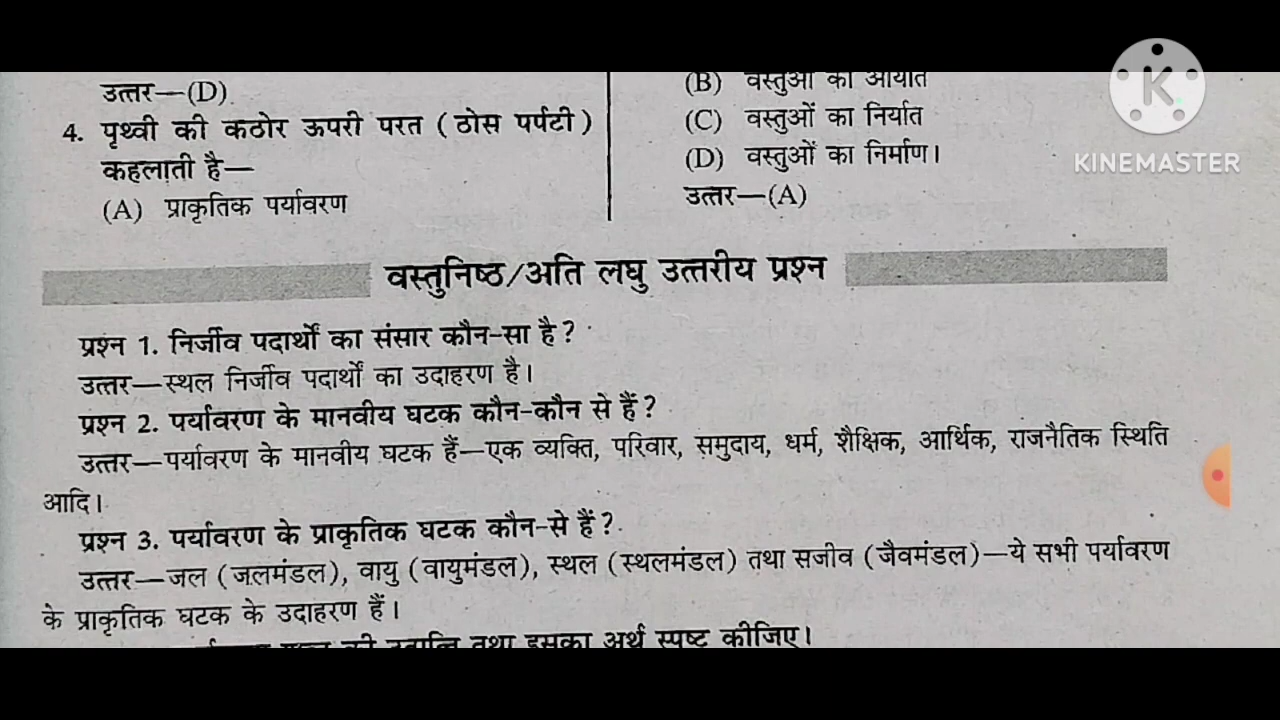 उत्तर—(D)
4. पृथ्वी की कठोर ऊपरी परत ( ठोस पर्पटी )
कहलाती है—
(A) प्राकृतिक पर्यावरण
(B) वस्तुओं का आयात
(C) वस्तुओं का निर्यात
(D) वस्तुओं का निर्माण।
उत्तर—(A)
KINEMASTER
वस्तुनिष्ठ/अति लघु उत्तरीय प्रश्न
प्रश्न 1. निर्जीव पदार्थों का संसार कौन-सा है?
उत्तर—स्थल निर्जीव पदार्थों का उदाहरण है।
प्रश्न 2. पर्यावरण के मानवीय घटक कौन-कौन से हैं?
उत्तर—पर्यावरण के मानवीय घटक हैं—एक व्यक्ति, परिवार, समुदाय, धर्म, शैक्षिक, आर्थिक, राजनैतिक स्थिति
आदि।
प्रश्न 3. पर्यावरण के प्राकृतिक घटक कौन-से हैं?
उत्तर—जल (जलमंडल), वायु (वायुमंडल), स्थल (स्थलमंडल) तथा सजीव (जैवमंडल)—ये सभी पर्यावरण
के प्राकृतिक घटक के उदाहरण हैं।
तथा इसका अर्थ स्पष्ट कीजिए।